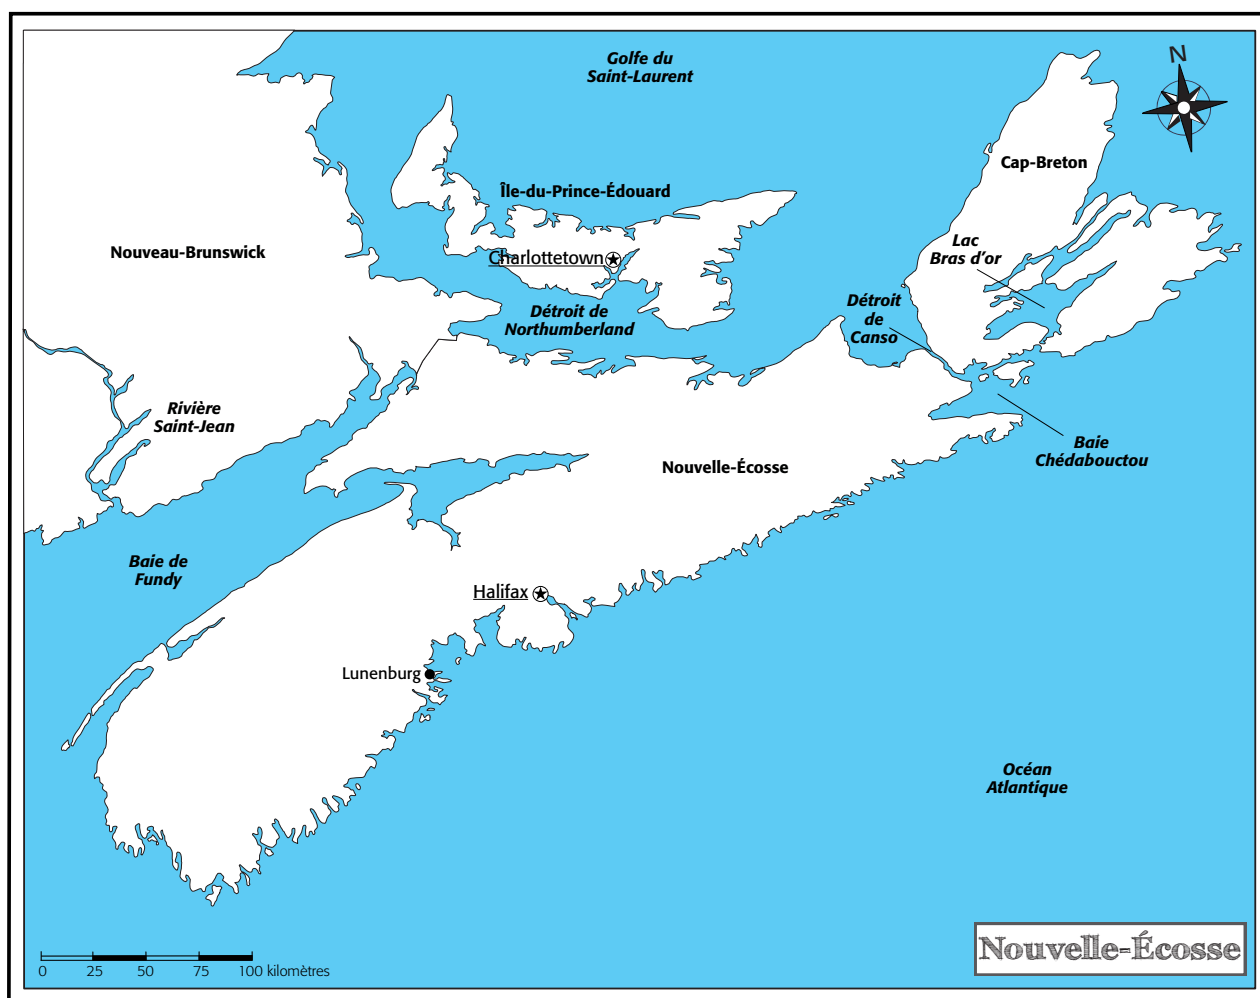 Golfe du
Saint-Laurent
N
Cap-Breton
Île-du-Prince-Édouard
Nouveau-Brunswick
Lac
Bras d'or
Charlottetown
Détroit de
Northumberland
Détroit
de
Canso
Rivière
Saint-Jean
Baie
Chédabouctou
Nouvelle-Écosse
Baie de
Fundy
Halifax
Lunenburg
Océan
Atlantique
Nouvelle-Écosse
0 25 50 75 100 kilomètres